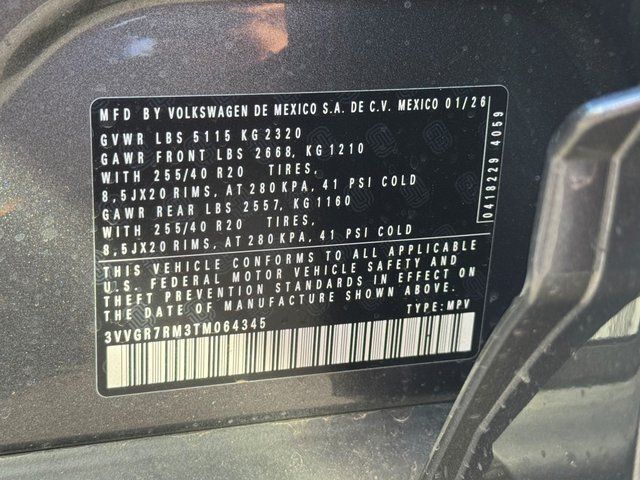 MFD BY VOLKSWAGEN DE MEXICO S.A. DE C.V. MEXICO 01/26
GVWR LBS 5115 KG 2320
GAWR FRONT LBS 2668, KG 1210
WITH 255/40 R20 TIRES,
8,5JX20 RIMS, AT 280 KPA, 41 PSI COLD
GAWR REAR LBS 2557, KG 1160
WITH 255/40 R20 TIRES,
8,5JX20 RIMS, AT 280 KPA, 41 PSI COLD
THIS VEHICLE CONFORMS TO ALL APPLICABLE
U.S. FEDERAL MOTOR VEHICLE SAFETY AND
THEFT PREVENTION STANDARDS IN EFFECT ON
THE DATE OF MANUFACTURE SHOWN ABOVE.
3VVGR7RM3TM064345 TYPE: MPV
0418229 4059